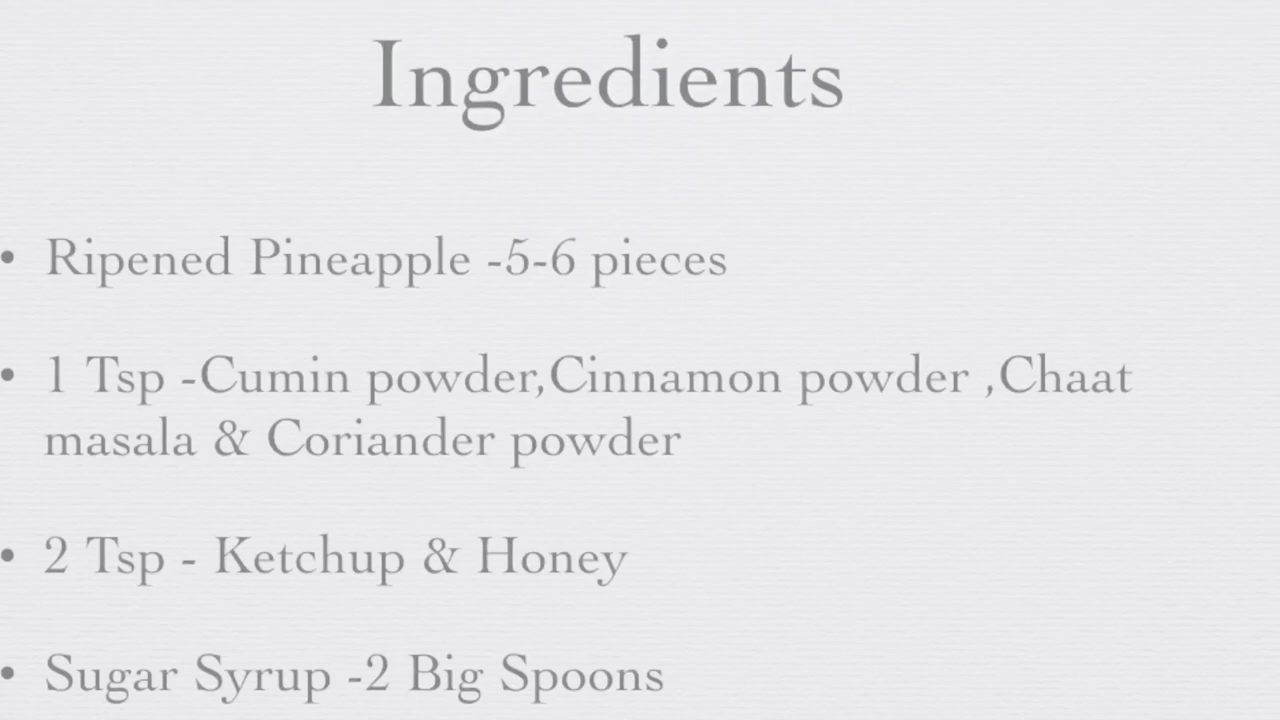 Ingredients
• Ripened Pineapple -5-6 pieces
• 1 Tsp -Cumin powder,Cinnamon powder ,Chaat
masala & Coriander powder
• 2 Tsp - Ketchup & Honey
• Sugar Syrup -2 Big Spoons